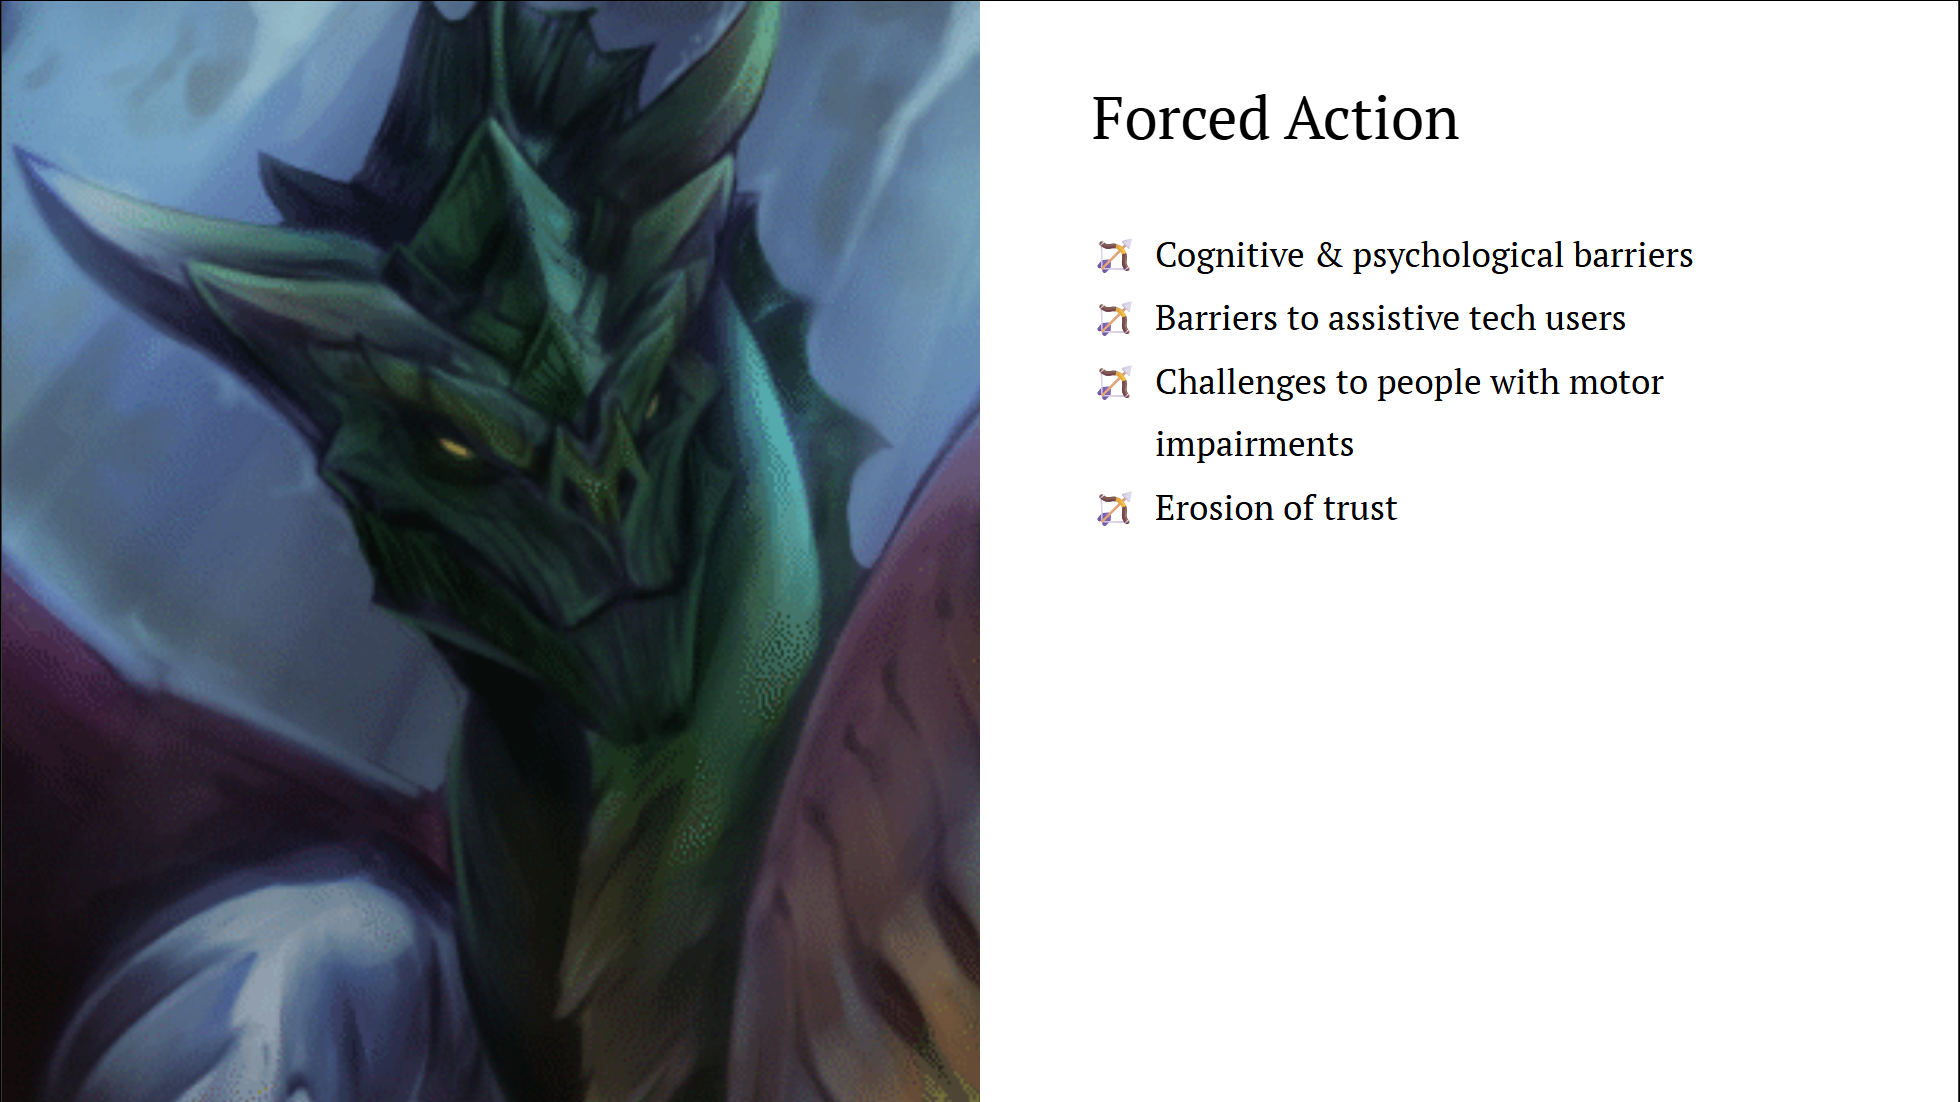 Forced Action
🏹 Cognitive & psychological barriers
🏹 Barriers to assistive tech users
🏹 Challenges to people with motor
impairments
🏹 Erosion of trust